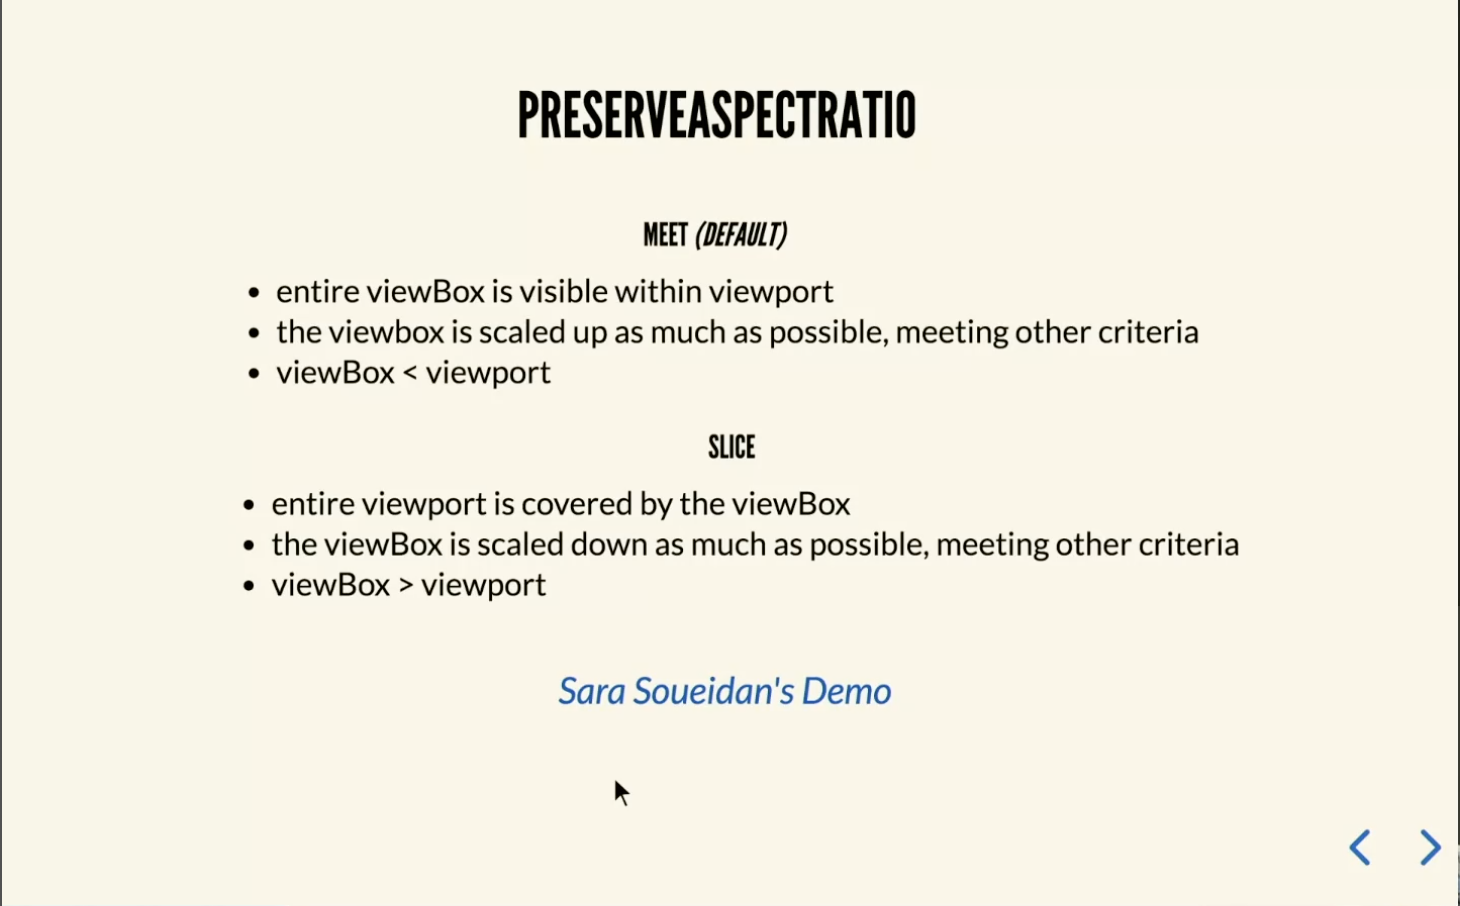 PRESERVEASPECTRATIO
MEET (DEFAULT)
• entire viewBox is visible within viewport
• the viewbox is scaled up as much as possible, meeting other criteria
• viewBox < viewport
SLICE
• entire viewport is covered by the viewBox
• the viewBox is scaled down as much as possible, meeting other criteria
• viewBox > viewport
Sara Soueidan's Demo